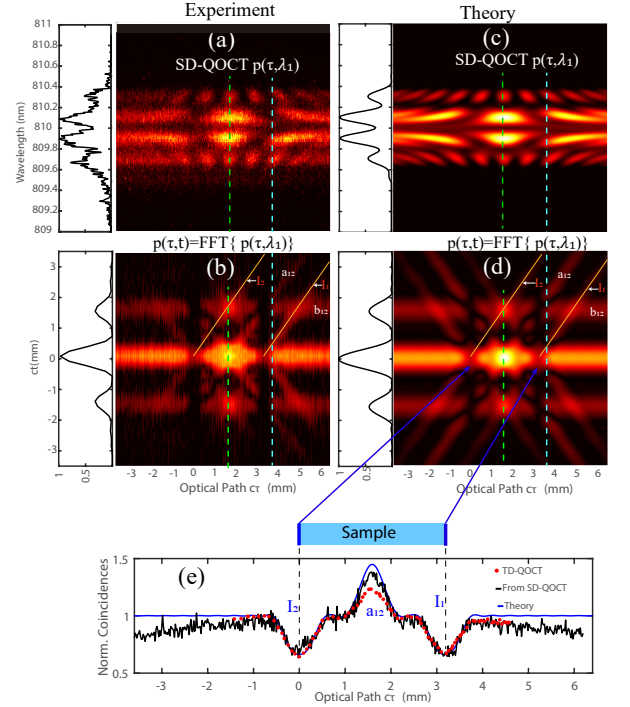 Experiment
Theory
(a)
SD-QOCT p(τ,λ₁)
Wavelength (nm)
811
810.8
810.6
810.4
810.2
810
809.8
809.6
809.4
809.2
809
(c)
SD-QOCT p(τ,λ₁)
p(τ,t)=FFT{ p(τ,λ₁)}
p(τ,t)=FFT{ p(τ,λ₁)}
(b)
I₂
a₁₂
I₁
b₁₂
ct(mm)
3
2
1
0
-1
-2
-3
1
0.5
-3 -2 -1 0 1 2 3 4 5 6
Optical Path cτ (mm)
(d)
I₂
a₁₂
I₁
b₁₂
1
0.5
-3 -2 -1 0 1 2 3 4 5 6
Optical Path cτ (mm)
Sample
(e)
Norm. Coincidences
1.5
1
0.5
I₂
a₁₂
I₁
TD-QOCT
From SD-QOCT
Theory
-3 -2 -1 0 1 2 3 4 5 6
Optical Path cτ (mm)